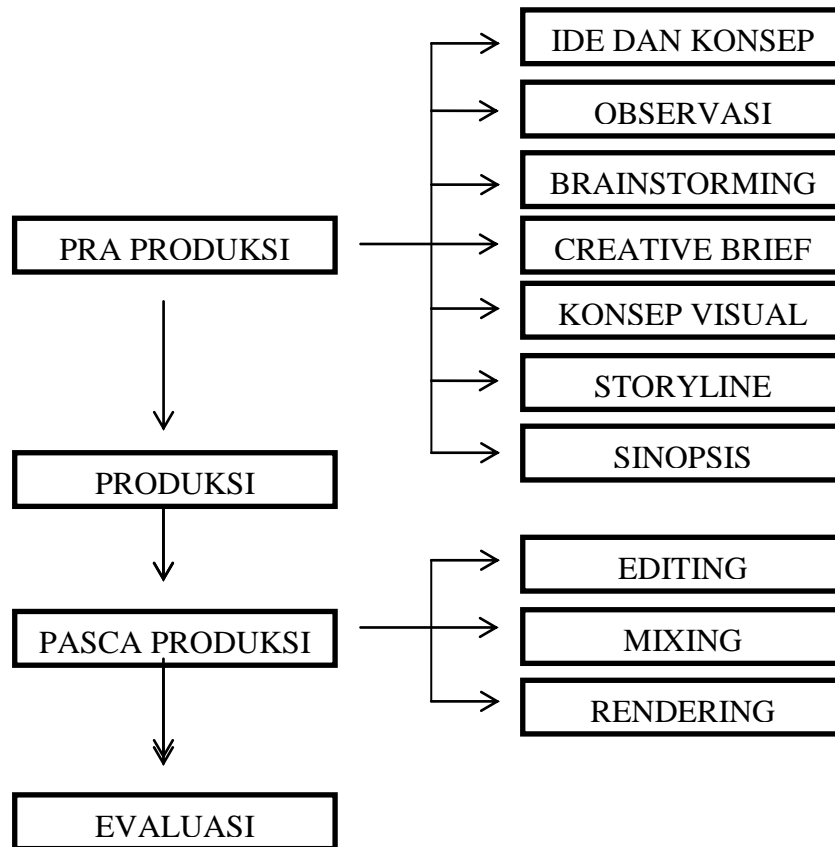 PRA PRODUKSI
IDE DAN KONSEP
OBSERVASI
BRAINSTORMING
CREATIVE BRIEF
KONSEP VISUAL
STORYLINE
SINOPSIS
PRODUKSI
PASCA PRODUKSI
EDITING
MIXING
RENDERING
EVALUASI